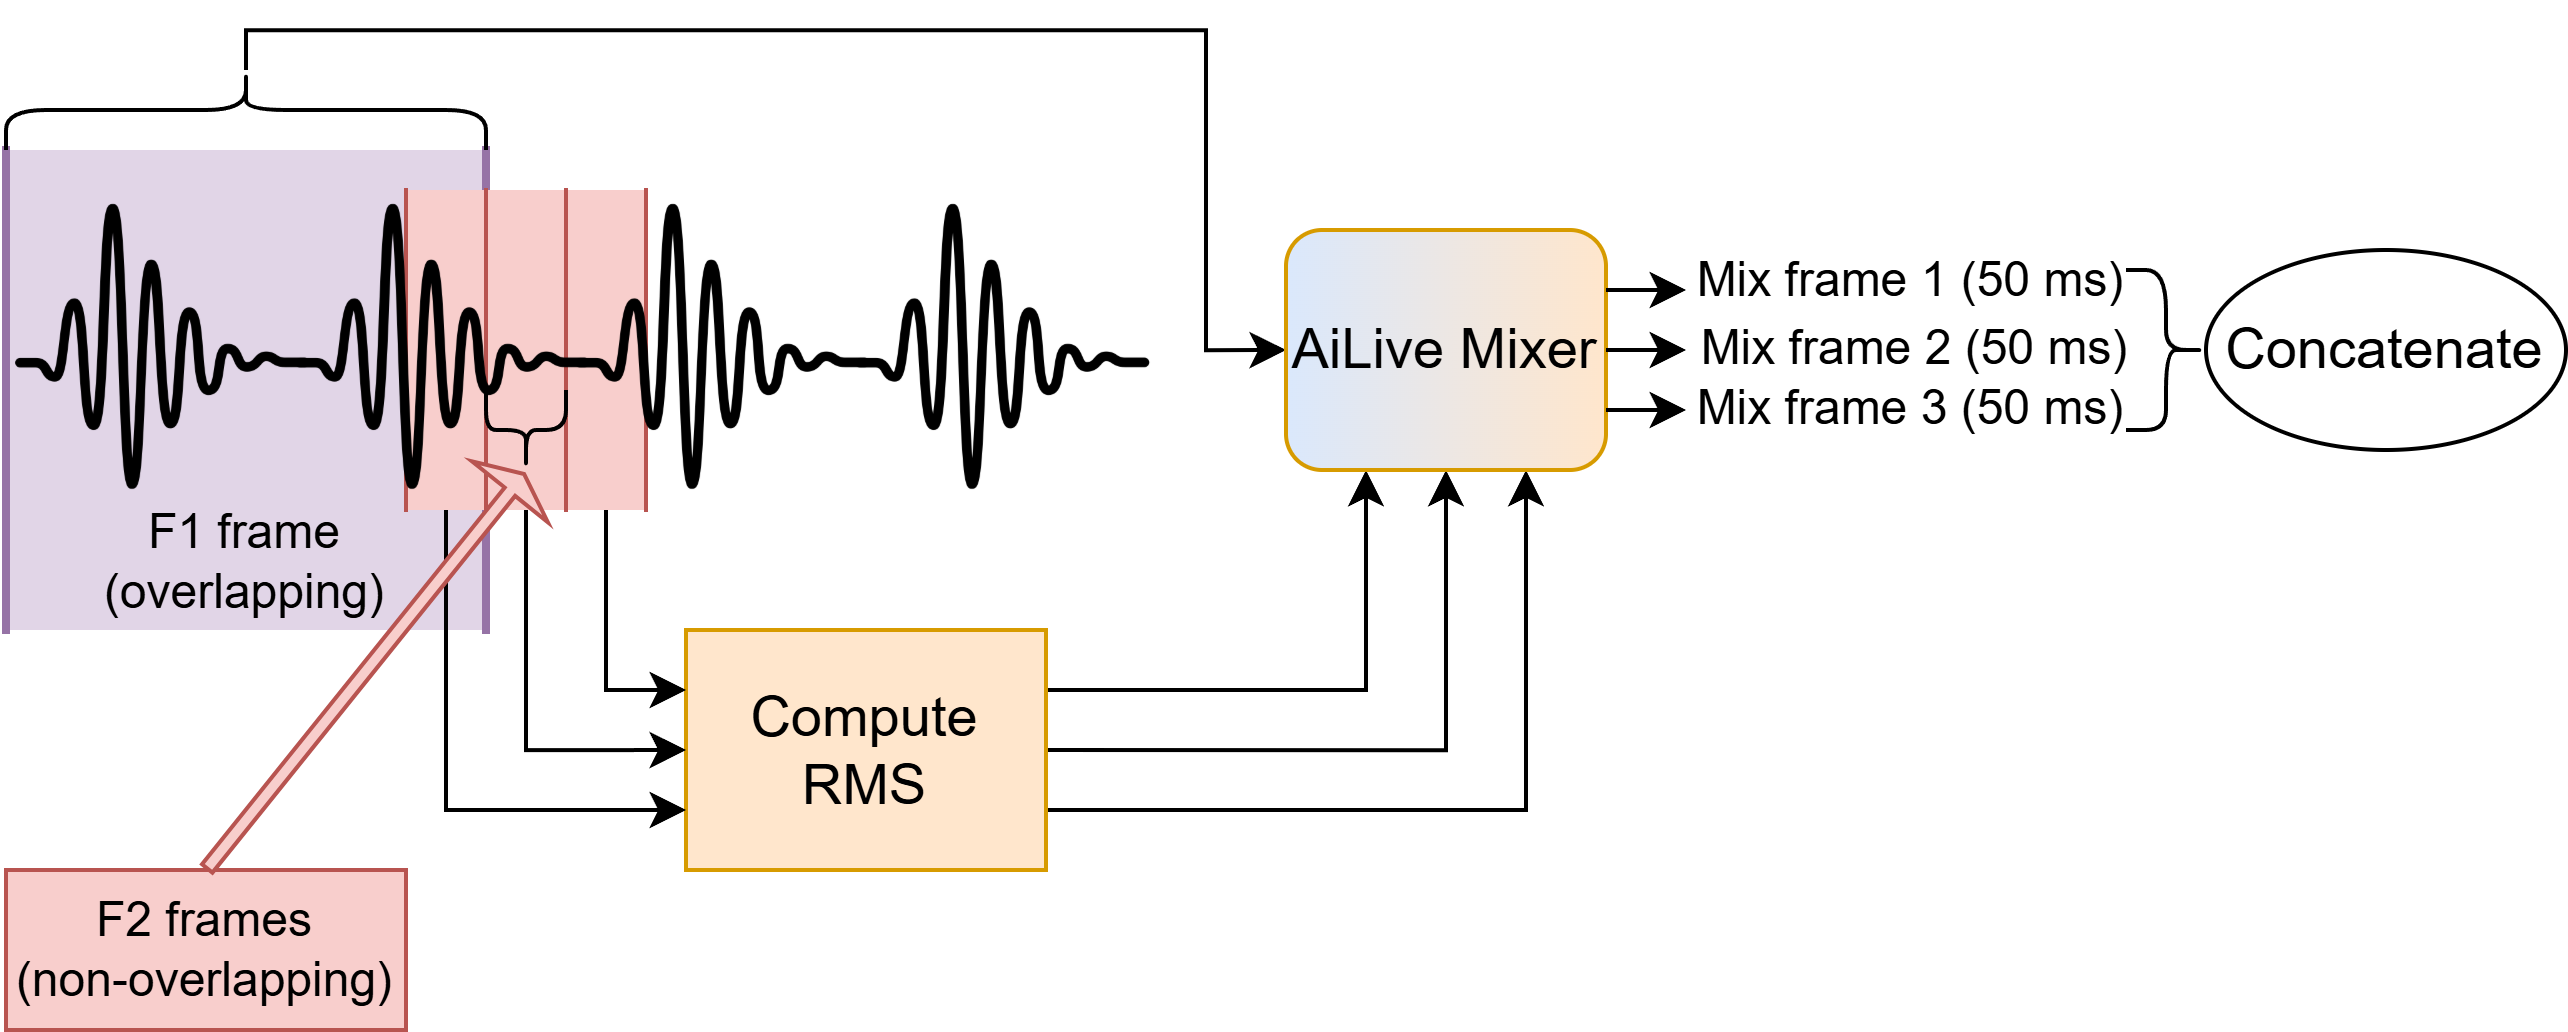 F1 frame
(overlapping)
F2 frames
(non-overlapping)
Compute
RMS
AiLive Mixer
Mix frame 1 (50 ms)
Mix frame 2 (50 ms)
Mix frame 3 (50 ms)
Concatenate